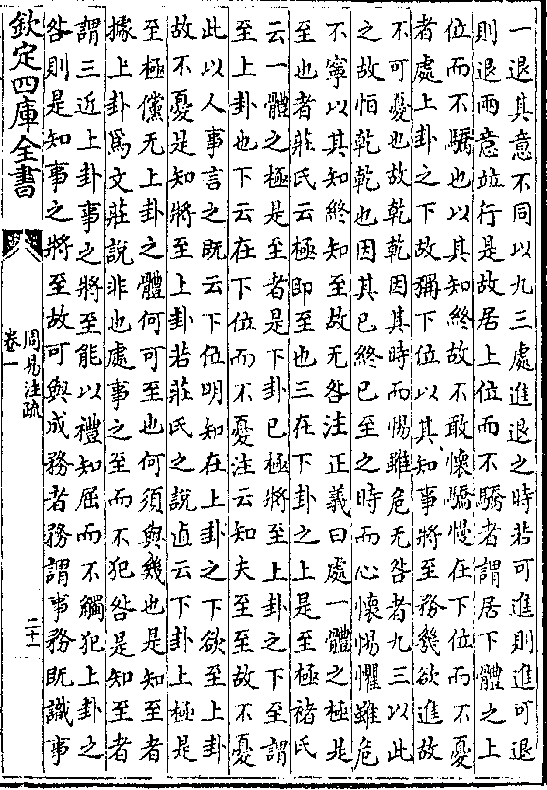 一退其意不同以九三處進退之時若可進則進可退
則退兩意並行是故居上位而不驕者謂居下體之上
位而不驕也以其知終故不敢懷驕慢在下位而不憂
者處上卦之下故稱下位以其知事將至務幾欲進故
不可憂也故乾乾因其時而惕雖危无咎者九三以此
之故恒乾乾也因其已終已至之時而心懷惕懼雖危
不寧以其知終知至故无咎注正義曰處一體之極是
至也者莊氏云極即至也三在下卦之上是至極褚氏
云一體之極是至者是下卦已極將至上卦之下至謂
至上卦也下云在下位而不憂注云知夫至至故不憂
此以人事言之既云下位明知在上卦之下欲至上卦
故不憂是知將至上卦若莊氏之說直云下卦上極是
至極儻无上卦之體何可至也何須與幾也是知至者
據上卦爲文莊說非也處事之至而不犯咎是知至者
謂三近上卦事之將至能以禮知屈而不觸犯上卦之
咎則是知事之將至故可與成務者務謂事務既識事
欽定四庫全書
周易注疏
卷一
二十一